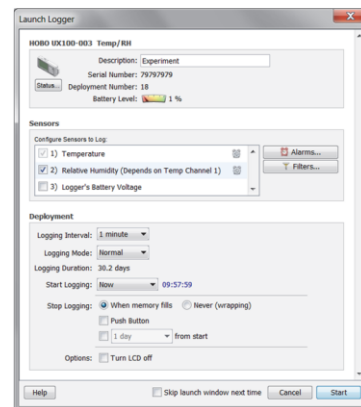 Launch Logger
HOBO UX100-003 Temp/RH
Description: Experiment
Serial Number: 79797979
Status... Deployment Number: 18
Battery Level: 1 %
Sensors
Configure Sensors to Log:
1) Temperature
2) Relative Humidity (Depends on Temp Channel 1)
3) Logger's Battery Voltage
Alarms...
Filters...
Deployment
Logging Interval: 1 minute
Logging Mode: Normal
Logging Duration: 30.2 days
Start Logging: Now 09:57:59
Stop Logging: When memory fills Never (wrapping)
Push Button
1 day from start
Options: Turn LCD off
Help Skip launch window next time Cancel Start